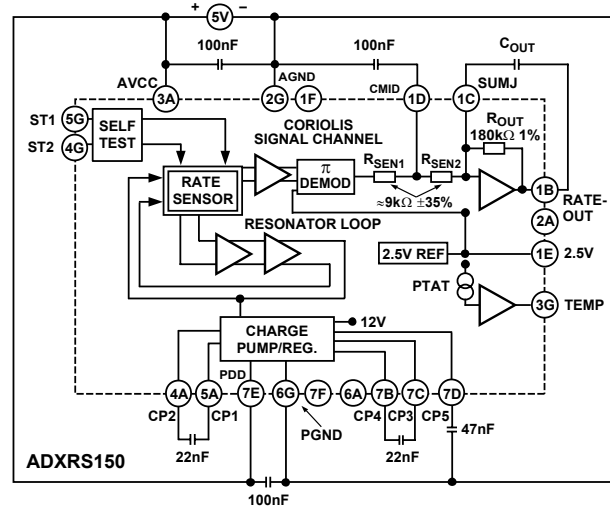 + 5V −
100nF
100nF
COUT
AVCC
AGND
CMID
SUMJ
3A
2G
1F
1D
1C
ST1
5G
ST2
4G
SELF
TEST
CORIOLIS
SIGNAL CHANNEL
ROUT
180kΩ 1%
RATE
SENSOR
π
DEMOD
RSEN1
RSEN2
≈9kΩ ±35%
1B
RATE-
OUT
2A
RESONATOR LOOP
2.5V REF
1E
2.5V
PTAT
3G
TEMP
12V
CHARGE
PUMP/REG.
PDD
4A
5A
7E
6G
7F
6A
7B
7C
7D
CP2
CP1
PGND
CP4
CP3
CP5
47nF
22nF
22nF
ADXRS150
100nF